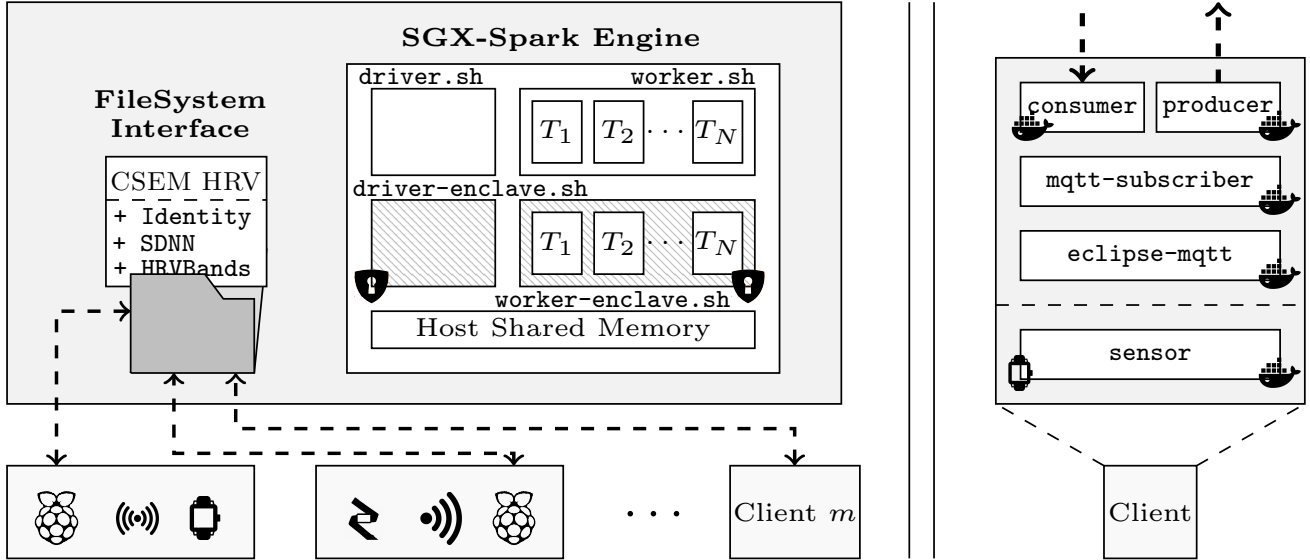 SGX-Spark Engine
FileSystem
Interface
CSEM HRV
+ Identity
+ SDNN
+ HRVBands
driver.sh
worker.sh
T1 T2 ··· TN
driver-enclave.sh
T1 T2 ··· TN
worker-enclave.sh
Host Shared Memory
···
Client m
consumer
producer
mqtt-subscriber
eclipse-mqtt
sensor
Client